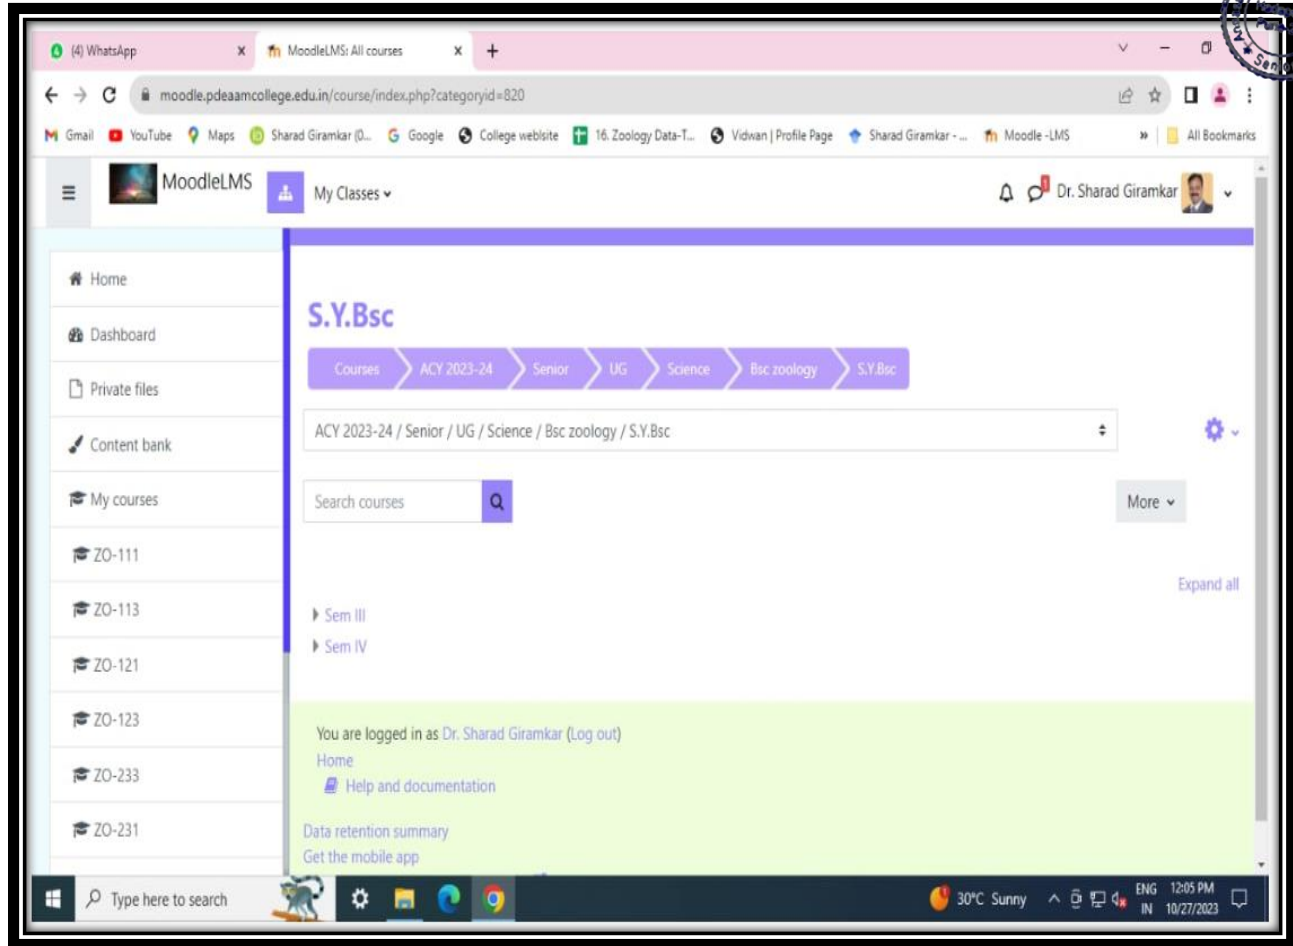 (4) WhatsApp
MoodleLMS: All courses
moodle.pdeaamcollege.edu.in/course/index.php?categoryid=820
Gmail YouTube Maps Sharad Giramkar (0... Google College weblsite 16. Zoology Data-T... Vidwan | Profile Page Sharad Giramkar - ... Moodle -LMS » All Bookmarks
MoodleLMS My Classes Dr. Sharad Giramkar
Home
Dashboard
Private files
Content bank
My courses
ZO-111
ZO-113
ZO-121
ZO-123
ZO-233
ZO-231
S.Y.Bsc
Courses ACY 2023-24 Senior UG Science Bsc zoology S.Y.Bsc
ACY 2023-24 / Senior / UG / Science / Bsc zoology / S.Y.Bsc
Search courses
More
Expand all
Sem III
Sem IV
You are logged in as Dr. Sharad Giramkar (Log out)
Home
Help and documentation
Data retention summary
Get the mobile app
Type here to search
30°C Sunny
ENG 12:05 PM
IN 10/27/2023